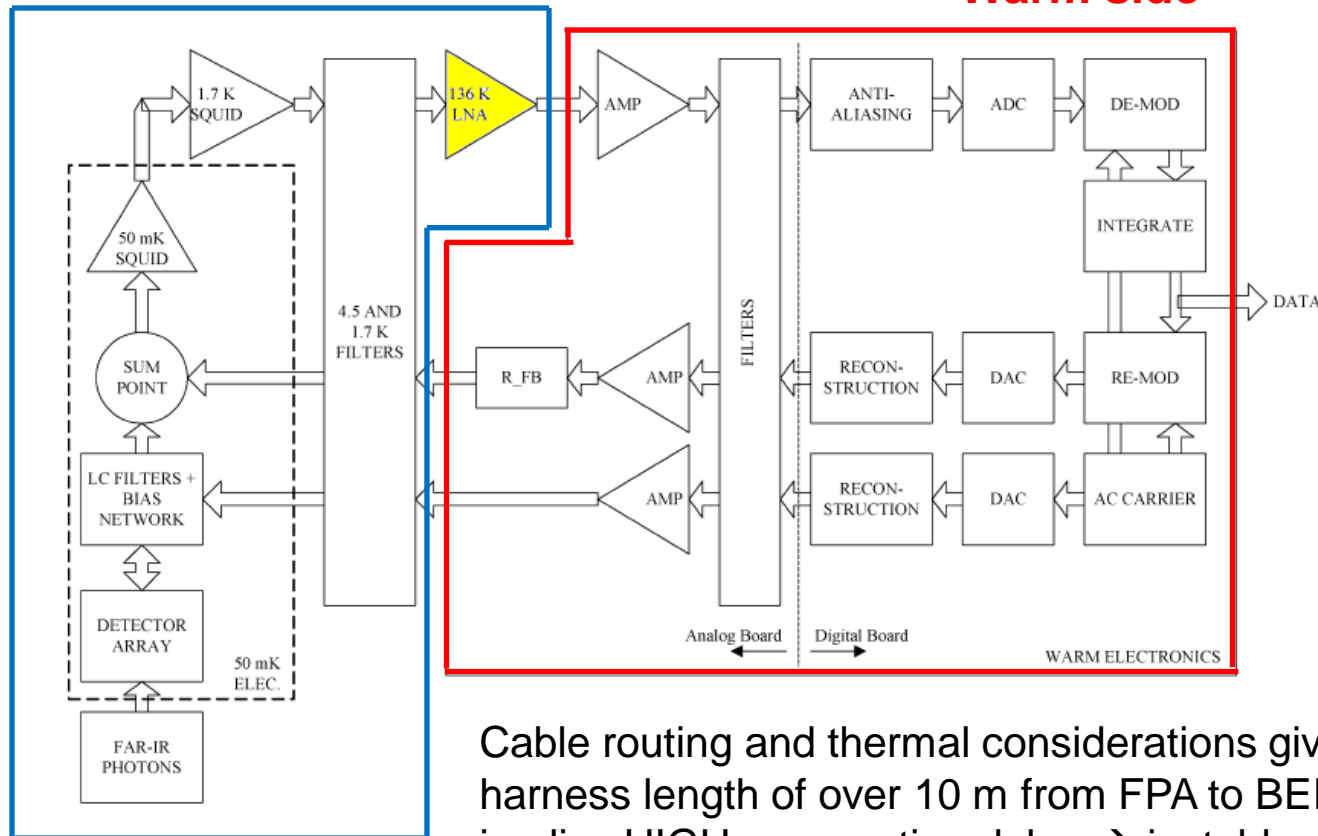 1.7 K
SQUID
136 K
LNA
AMP
ANTI-
ALIASING
ADC
DE-MOD
50 mK
SQUID
INTEGRATE
4.5 AND
1.7 K
FILTERS
FILTERS
DATA
SUM
POINT
R_FB
AMP
RECON-
STRUCTION
DAC
RE-MOD
LC FILTERS +
BIAS
NETWORK
AMP
RECON-
STRUCTION
DAC
AC CARRIER
DETECTOR
ARRAY
50 mK
ELEC.
Analog Board
Digital Board
WARM ELECTRONICS
FAR-IR
PHOTONS
Cable routing and thermal considerations
harness length of over 10 m from FPA to